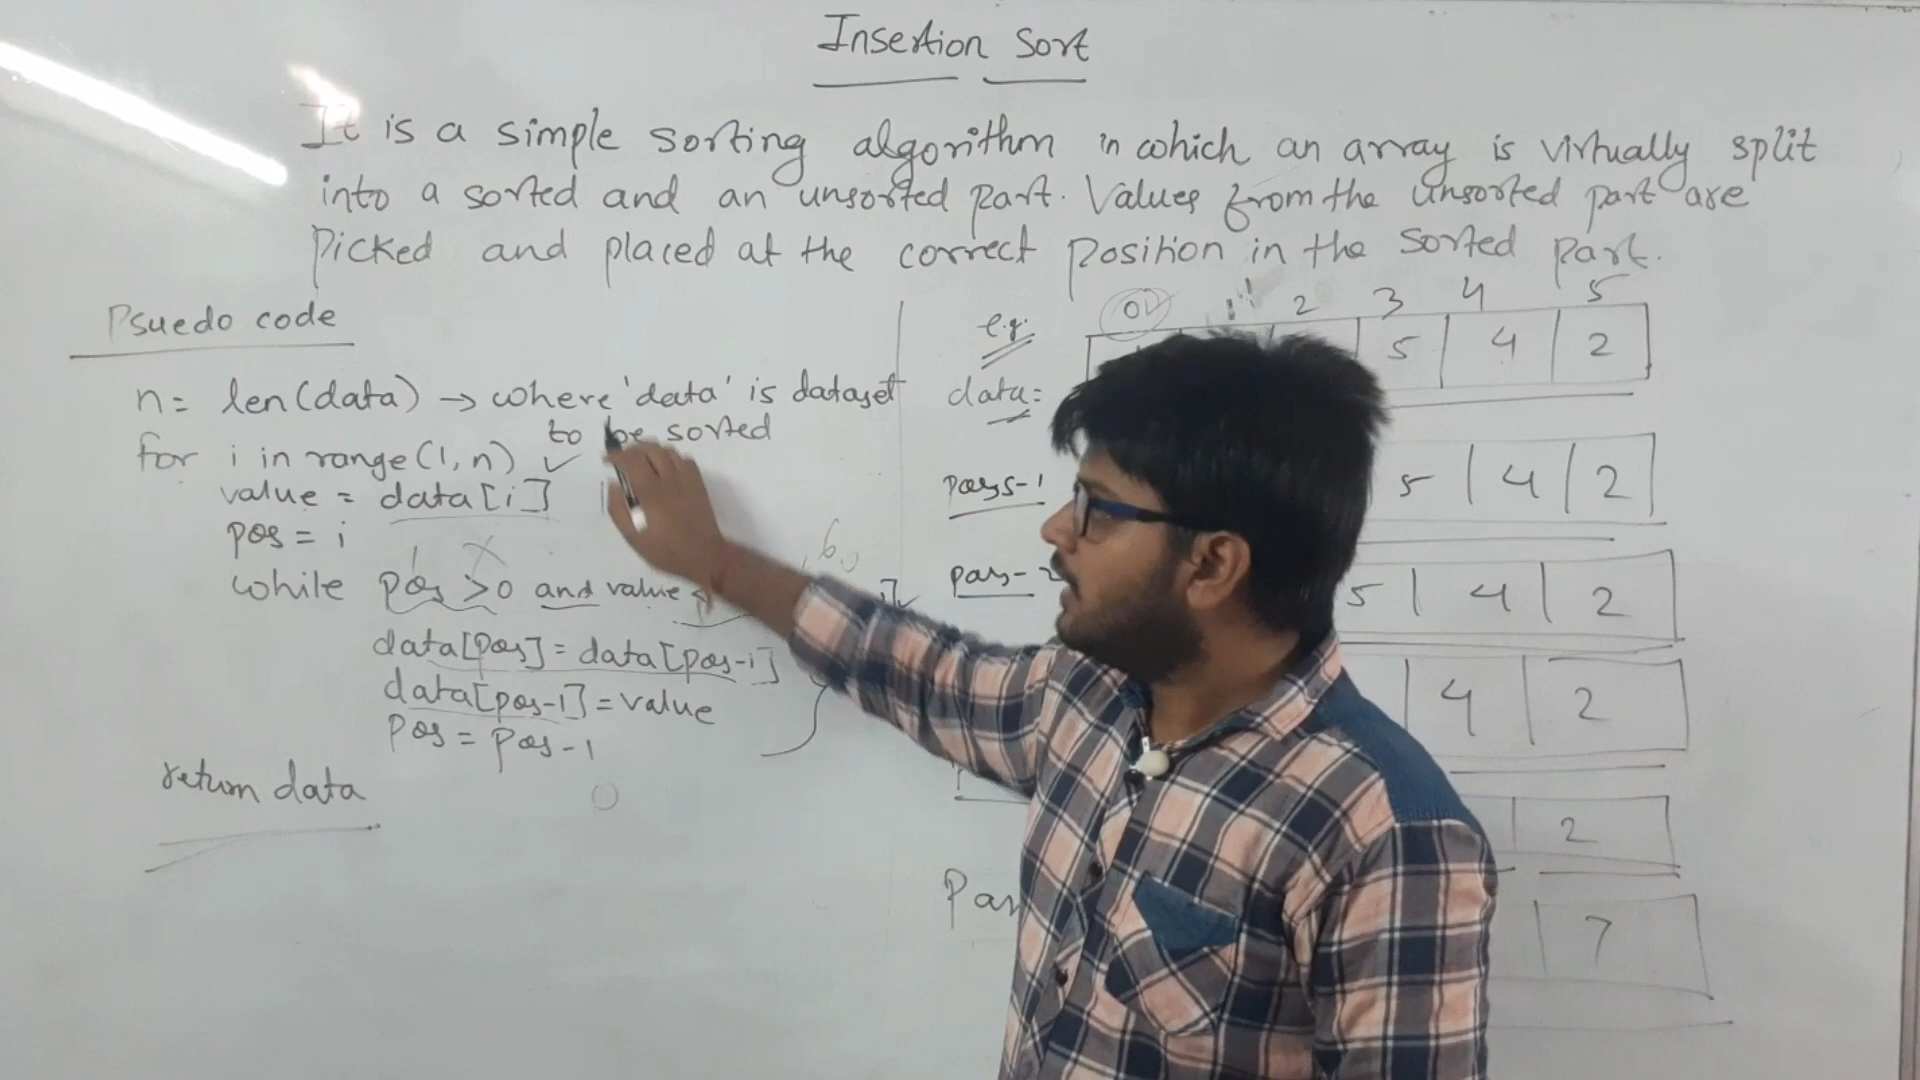 Insertion Sort
It is a simple sorting algorithm in which an array is virtually split
into a sorted and an unsorted part. Values from the unsorted part are
Picked and placed at the correct position in the sorted part.
Psuedo code
n= len(data) → where 'data' is dataset
to be sorted
for i in range(1,n) ✓
value = data[i]
pos = i
while pos >0 and value <
data[pos] = data[pos-1]
data[pos-1] = value
pos = pos-1
return data
e.g.
0 2 3 4 5
data= 5 4 2
pass-1 5 4 2
pass-2 5 4 2
4 2
2
Pas 7